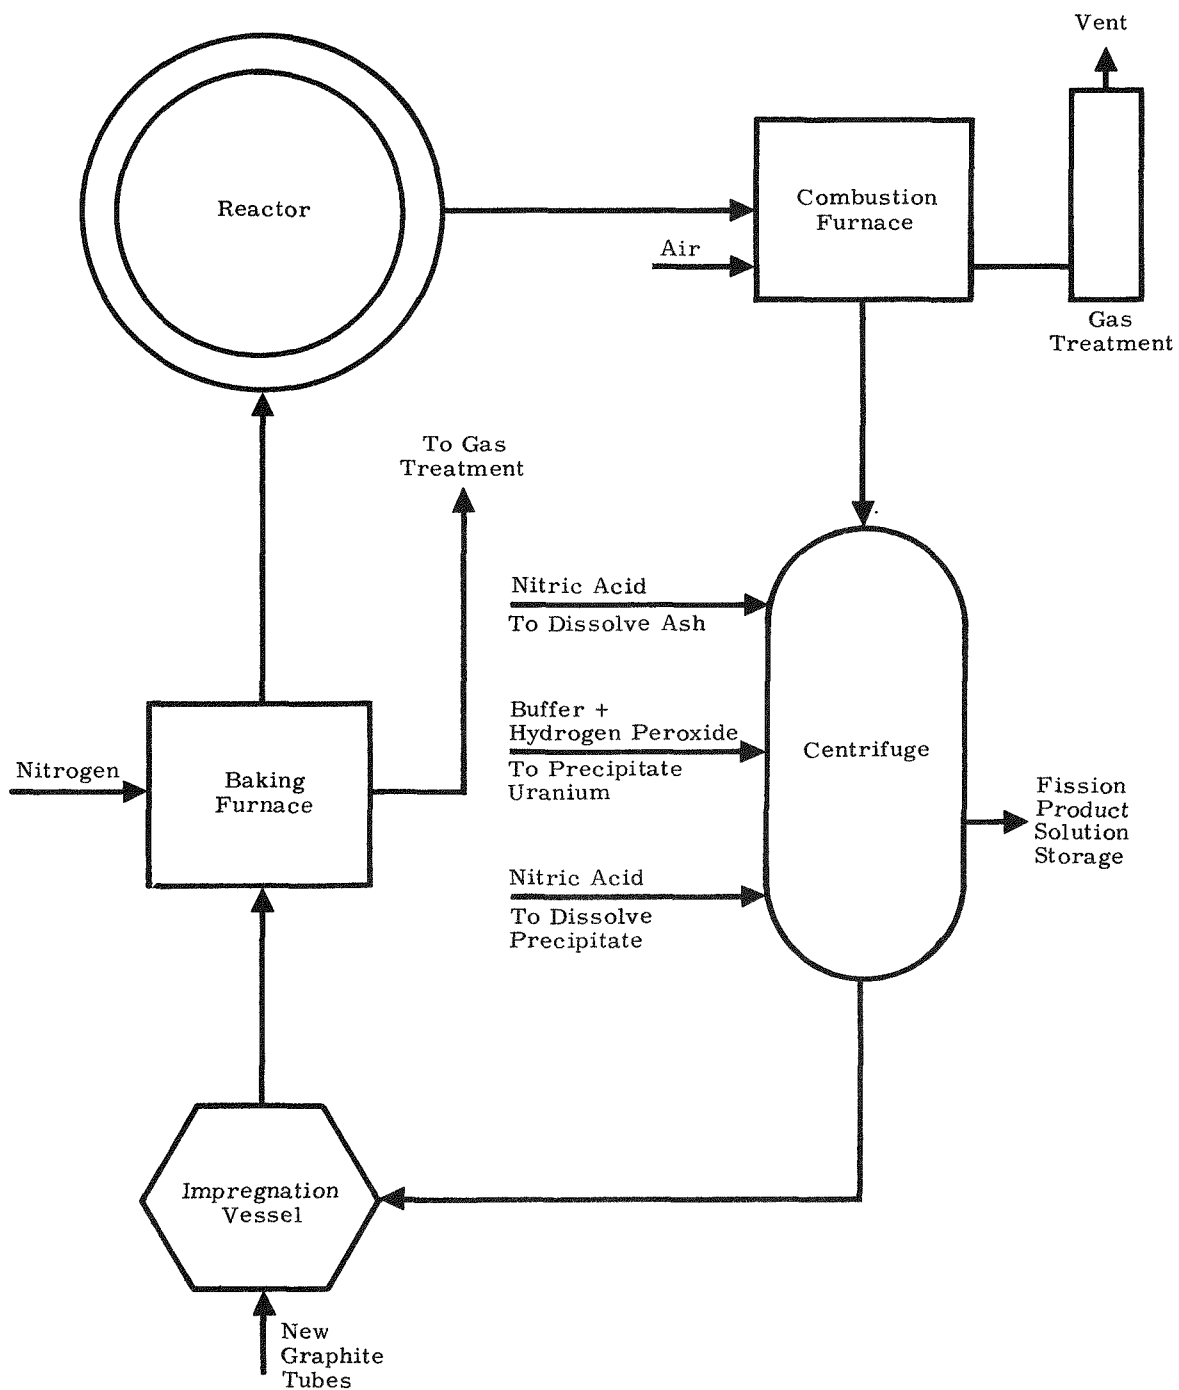 Vent
Reactor
Combustion
Furnace
Air
Gas
Treatment
To Gas
Treatment
Nitric Acid
To Dissolve Ash
Buffer +
Hydrogen Peroxide
To Precipitate
Uranium
Centrifuge
Nitrogen
Baking
Furnace
Fission
Product
Solution
Storage
Nitric Acid
To Dissolve
Precipitate
Impregnation
Vessel
New
Graphite
Tubes